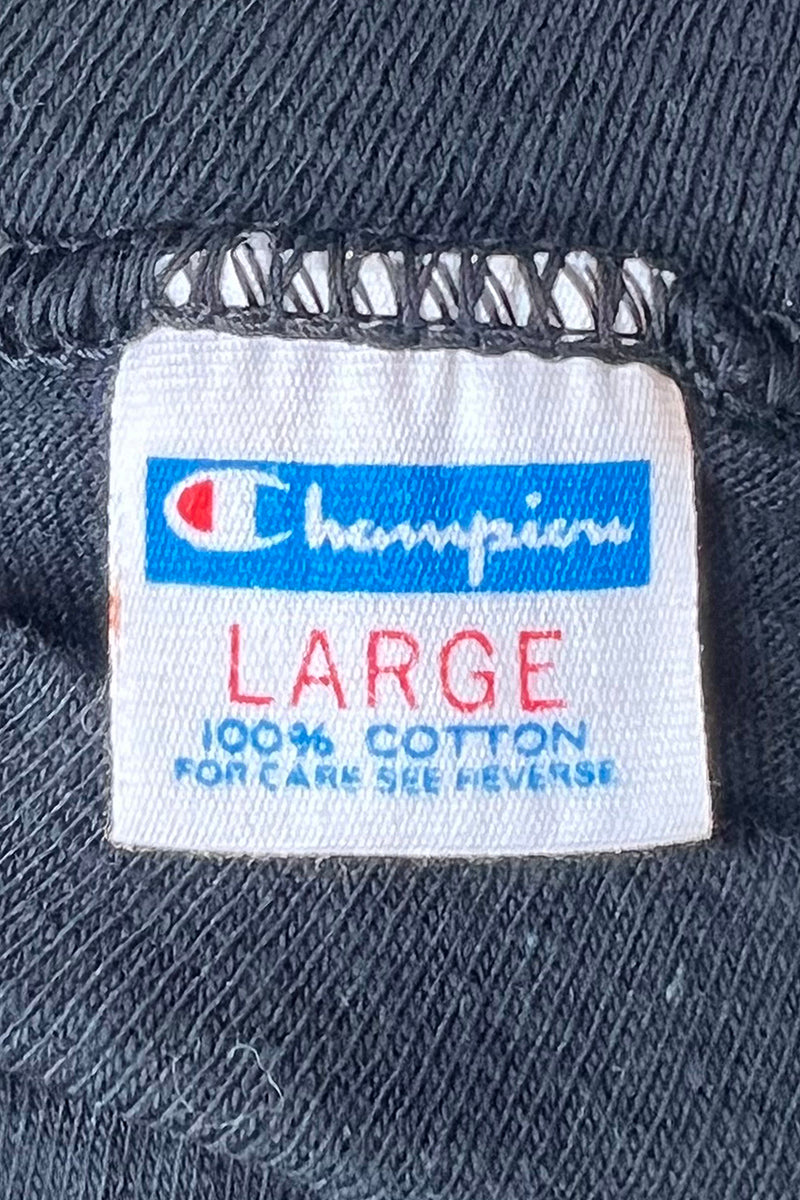 Champion
LARGE
100% COTTON
FOR CARE SEE REVERSE